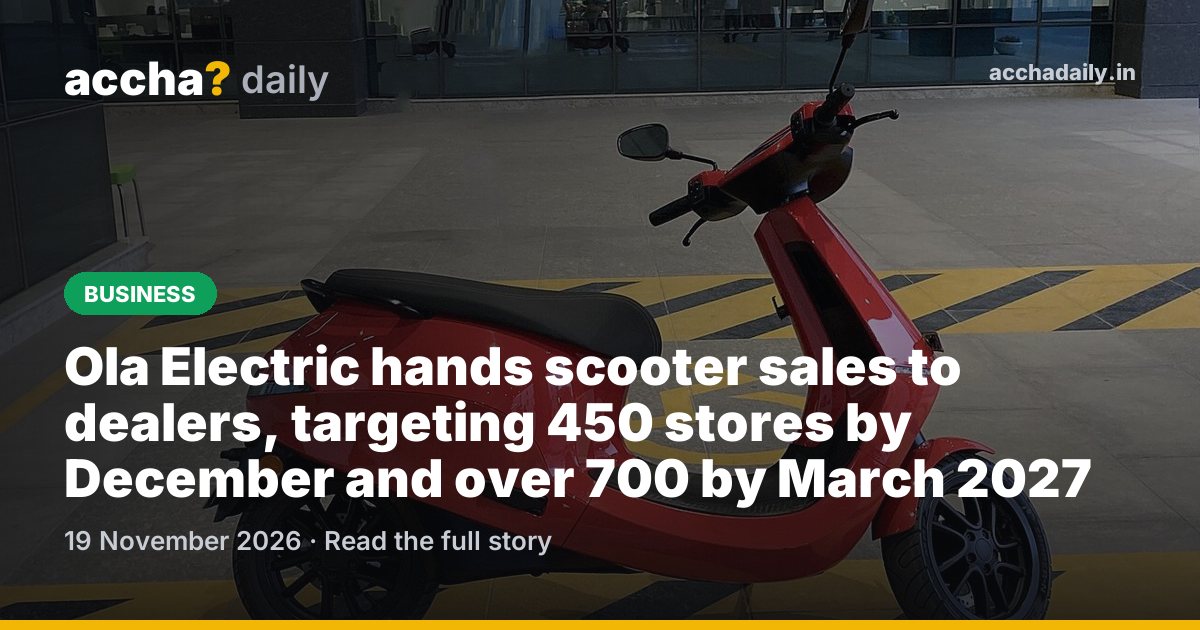 accha? daily
acchadaily.in
BUSINESS
Ola Electric hands scooter sales to
dealers, targeting 450 stores by
December and over 700 by March 2027
19 November 2026 · Read the full story